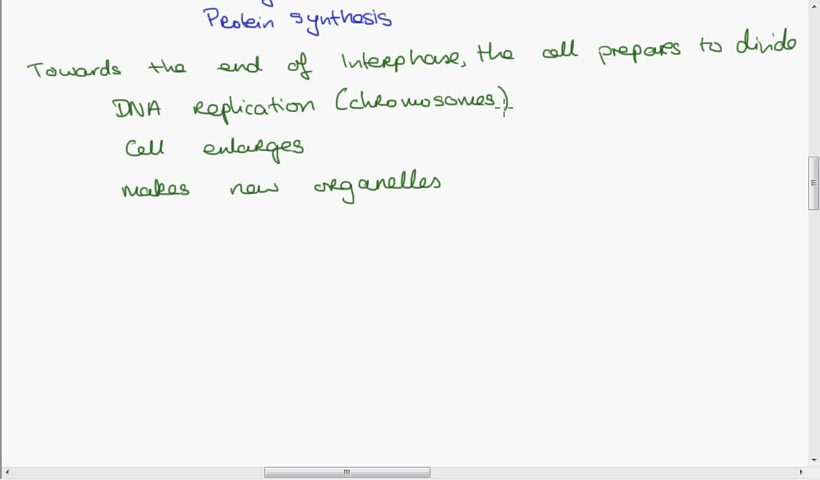 Protein synthesis
Towards the end of Interphase, the cell prepares to divide
DNA Replication (chromosomes)
Cell enlarges
makes new organelles